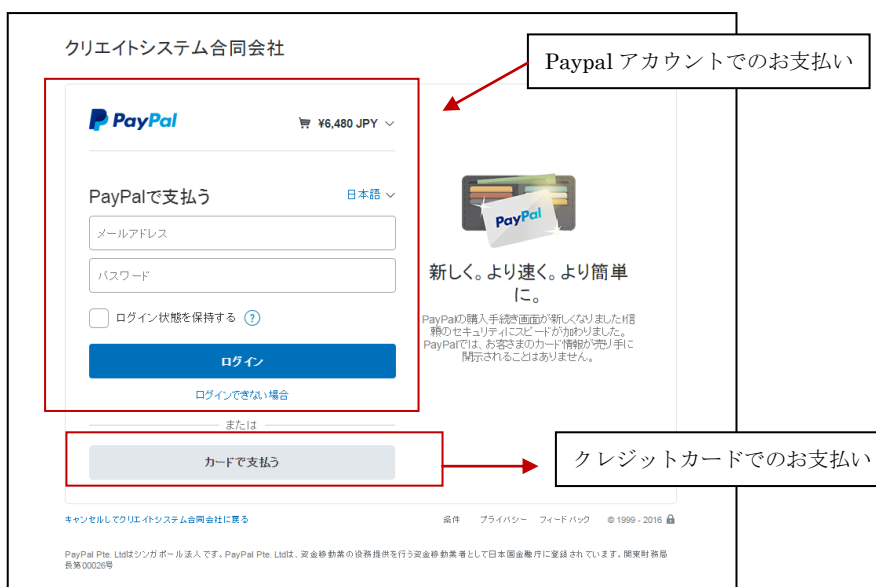 クリエイトシステム合同会社
Paypal アカウントでのお支払い
PayPal
¥6,480 JPY
PayPalで支払う
日本語
メールアドレス
パスワード
ログイン状態を保持する ?
ログイン
ログインできない場合
または
カードで支払う
PayPal
新しく。より速く。より簡単
に。
PayPalの購入手続き画面が新しくなりました!信
頼のセキュリティにスピードが加わりました。
PayPalでは、お客さまのカード情報が売り手に
開示されることはありません。
クレジットカードでのお支払い
キャンセルしてクリエイトシステム合同会社に戻る
条件 プライバシー フィードバック © 1999 - 2016
PayPal Pte. Ltdはシンガポール法人です。PayPal Pte. Ltdは、資金移動業の役務提供を行う資金移動業者として日本国金融庁に登録されています。関東財務局
長第00026号